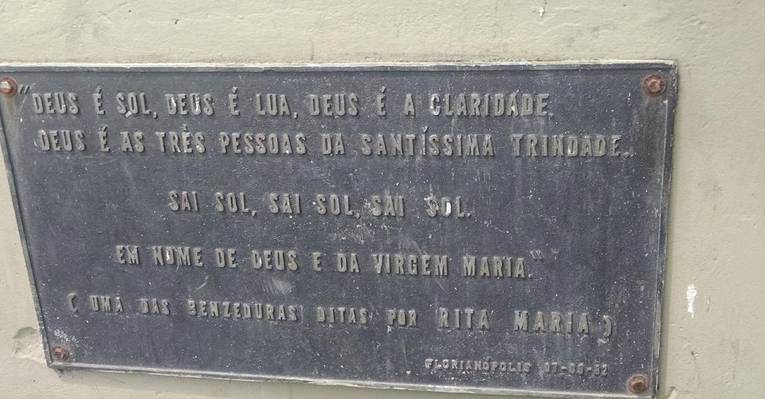 "DEUS É SOL, DEUS É LUA, DEUS É A CLARIDADE.
DEUS É AS TRÊS PESSOAS DA SANTÍSSIMA TRINDADE.
SAI SOL, SAI SOL, SAI SOL.
EM NOME DE DEUS E DA VIRGEM MARIA."
( UMA DAS BENZEDURAS DITAS POR RITA MARIA )
FLORIANÓPOLIS